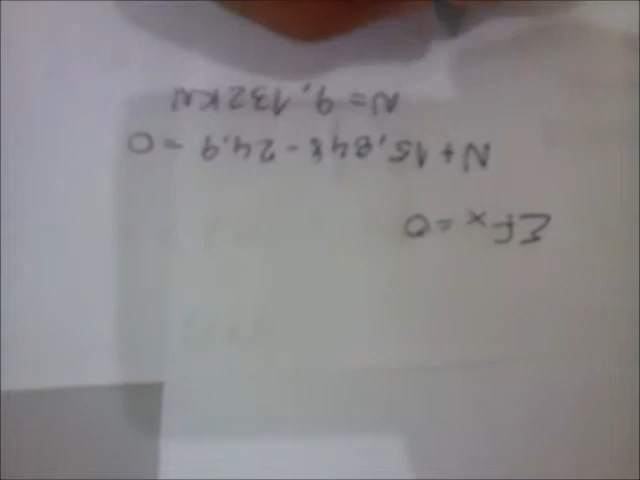 ΣFx = 0
N + 15,848 - 24.9 = 0
N = 9,132 KN